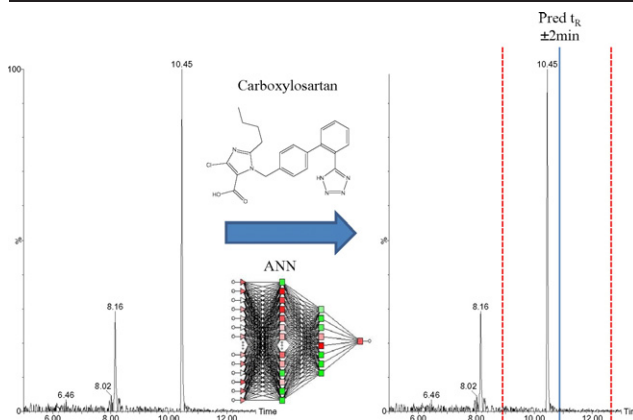 Pred tR
±2min
100
10.45
Carboxylosartan
Cl
N
N
HO
O
HN
N
N
N
%
8.16
8.02
6.46
0
6.00
8.00
10.00
12.00
Time
ANN
10.45
%
8.16
8.02
6.46
0
6.00
8.00
10.00
12.00
Time